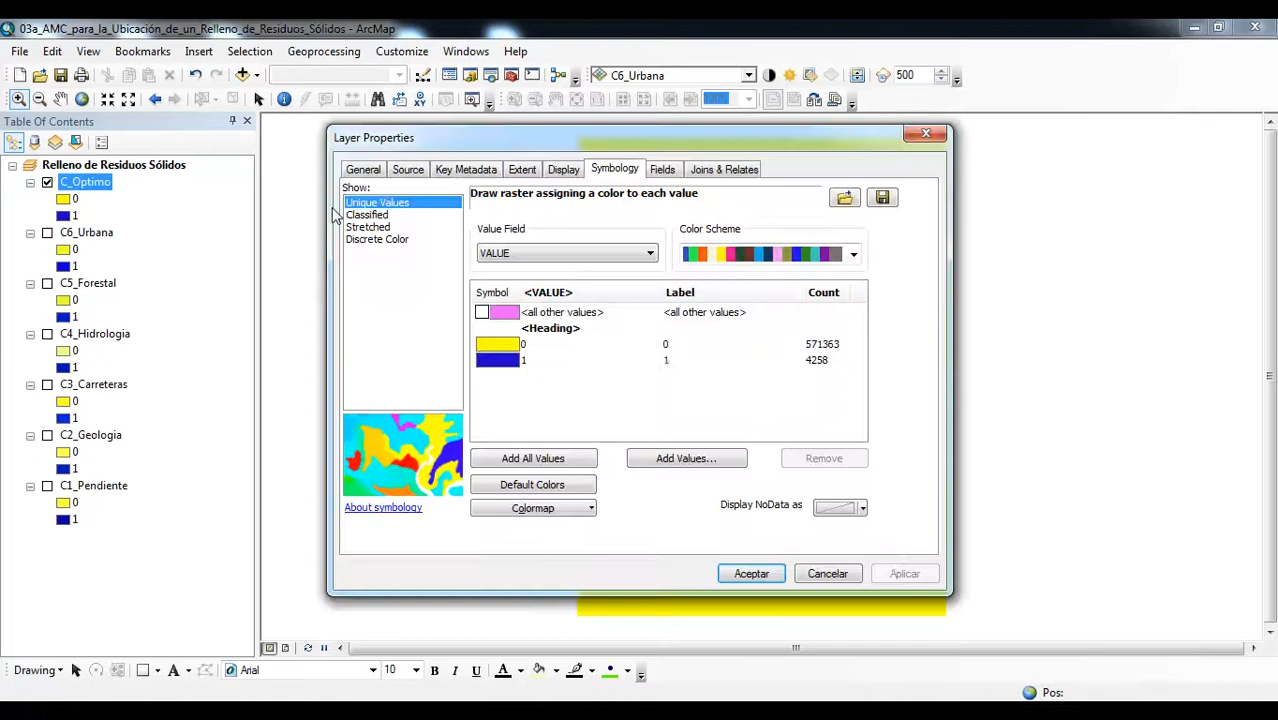 03a_AMC_para_la_Ubicación_de_un_Relleno_de_Residuos_Sólidos - ArcMap
File Edit View Bookmarks Insert Selection Geoprocessing Customize Windows Help
C6_Urbana 500
100%
Table Of Contents
Relleno de Residuos Sólidos
C_Optimo
0
1
C6_Urbana
0
1
C5_Forestal
0
1
C4_Hidrologia
0
1
C3_Carreteras
0
1
C2_Geologia
0
1
C1_Pendiente
0
1
Layer Properties
General Source Key Metadata Extent Display Symbology Fields Joins & Relates
Show:
Unique Values
Classified
Stretched
Discrete Color
About symbology
Draw raster assigning a color to each value
Value Field Color Scheme
VALUE
Symbol <VALUE> Label Count
<all other values> <all other values>
<Heading>
0 0 571363
1 1 4258
Add All Values Add Values... Remove
Default Colors
Colormap Display NoData as
Aceptar Cancelar Aplicar
Drawing Arial 10 B I U A
Pos: